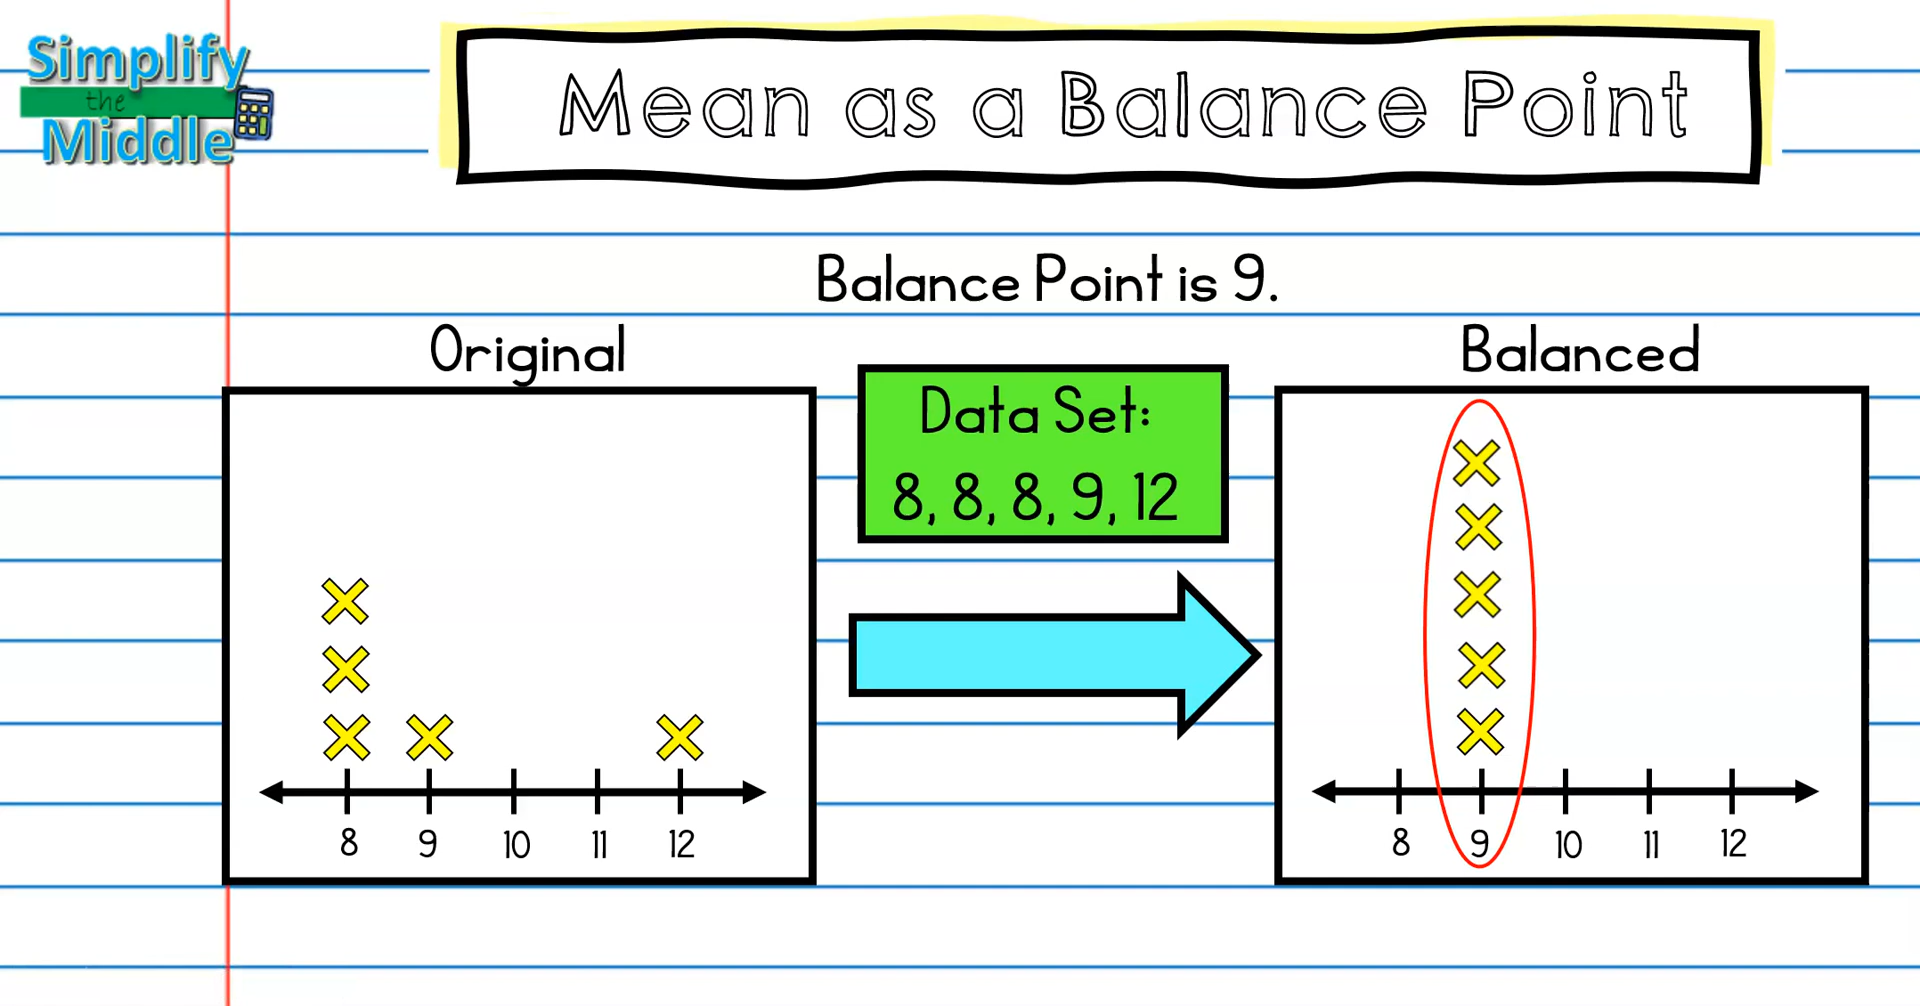 Simplify
the
Middle
Mean as a Balance Point
Balance Point is 9.
Original
Data Set:
8, 8, 8, 9, 12
Balanced
8 9 10 11 12
8 9 10 11 12